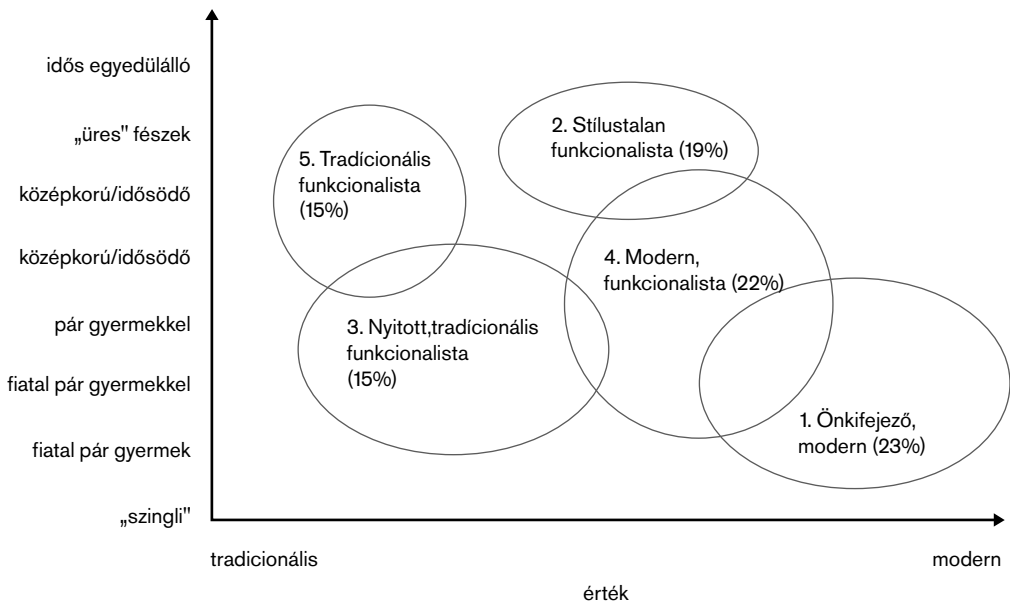 idős egyedülálló
„üres" fészek
középkorú/idősödő
középkorú/idősödő
pár gyermekkel
fiatal pár gyermekkel
fiatal pár gyermek
„szingli"
5. Tradícionális
funkcionalista
(15%)
2. Stílustalan
funkcionalista (19%)
4. Modern,
funkcionalista (22%)
3. Nyitott,tradícionális
funkcionalista
(15%)
1. Önkifejező,
modern (23%)
tradicionális
modern
érték